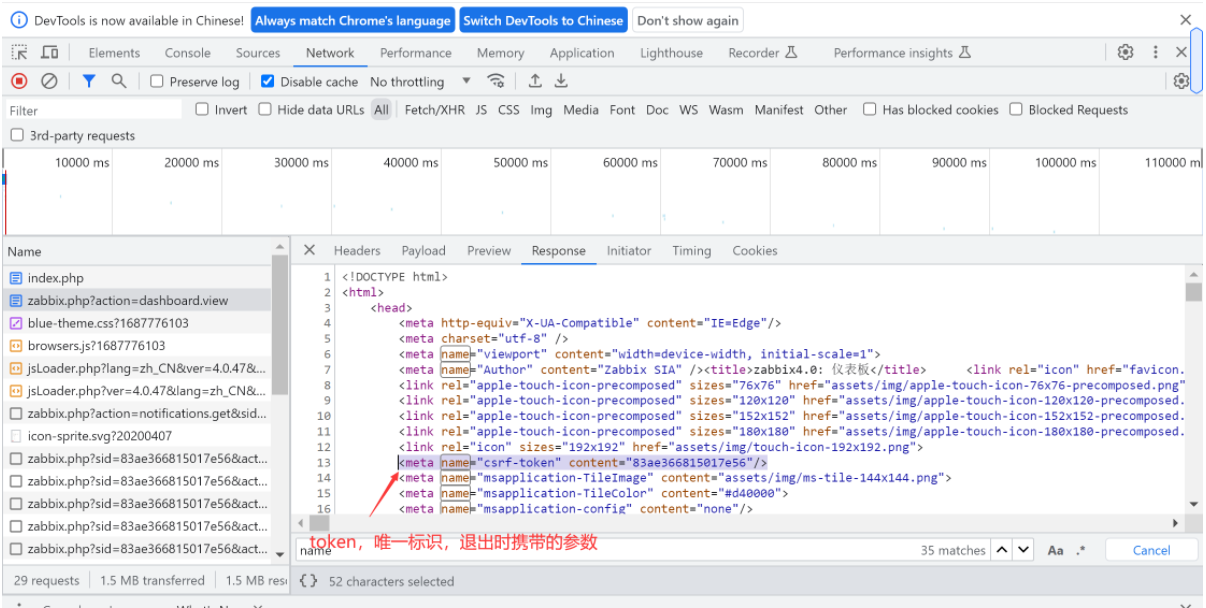 DevTools is now available in Chinese! Always match Chrome's language Switch DevTools to Chinese Don't show again
Elements Console Sources Network Performance Memory Application Lighthouse Recorder Performance insights
Preserve log Disable cache No throttling
Filter Invert Hide data URLs All Fetch/XHR JS CSS Img Media Font Doc WS Wasm Manifest Other Has blocked cookies Blocked Requests
3rd-party requests
10000 ms 20000 ms 30000 ms 40000 ms 50000 ms 60000 ms 70000 ms 80000 ms 90000 ms 100000 ms 110000 m
Name
index.php
zabbix.php?action=dashboard.view
blue-theme.css?1687776103
browsers.js?1687776103
jsLoader.php?lang=zh_CN&ver=4.0.47&...
jsLoader.php?ver=4.0.47&lang=zh_CN&...
zabbix.php?action=notifications.get&sid...
icon-sprite.svg?20200407
zabbix.php?sid=83ae366815017e56&act...
zabbix.php?sid=83ae366815017e56&act...
zabbix.php?sid=83ae366815017e56&act...
zabbix.php?sid=83ae366815017e56&act...
zabbix.php?sid=83ae366815017e56&act...
29 requests 1.5 MB transferred 1.5 MB res
Headers Payload Preview Response Initiator Timing Cookies
1 <!DOCTYPE html>
2 <html>
3 <head>
4 <meta http-equiv="X-UA-Compatible" content="IE=Edge"/>
5 <meta charset="utf-8" />
6 <meta name="viewport" content="width=device-width, initial-scale=1">
7 <meta name="Author" content="Zabbix SIA" /><title>zabbix4.0: 仪表板</title> <link rel="icon" href="favicon.
8 <link rel="apple-touch-icon-precomposed" sizes="76x76" href="assets/img/apple-touch-icon-76x76-precomposed.png"
9 <link rel="apple-touch-icon-precomposed" sizes="120x120" href="assets/img/apple-touch-icon-120x120-precomposed.
10 <link rel="apple-touch-icon-precomposed" sizes="152x152" href="assets/img/apple-touch-icon-152x152-precomposed.
11 <link rel="apple-touch-icon-precomposed" sizes="180x180" href="assets/img/apple-touch-icon-180x180-precomposed.
12 <link rel="icon" sizes="192x192" href="assets/img/touch-icon-192x192.png">
13 <meta name="csrf-token" content="83ae366815017e56"/>
14 <meta name="msapplication-TileImage" content="assets/img/ms-tile-144x144.png">
15 <meta name="msapplication-TileColor" content="#d40000">
16 <meta name="msapplication-config" content="none"/>
token，唯一标识，退出时携带的参数
name 35 matches Aa .* Cancel
{} 52 characters selected